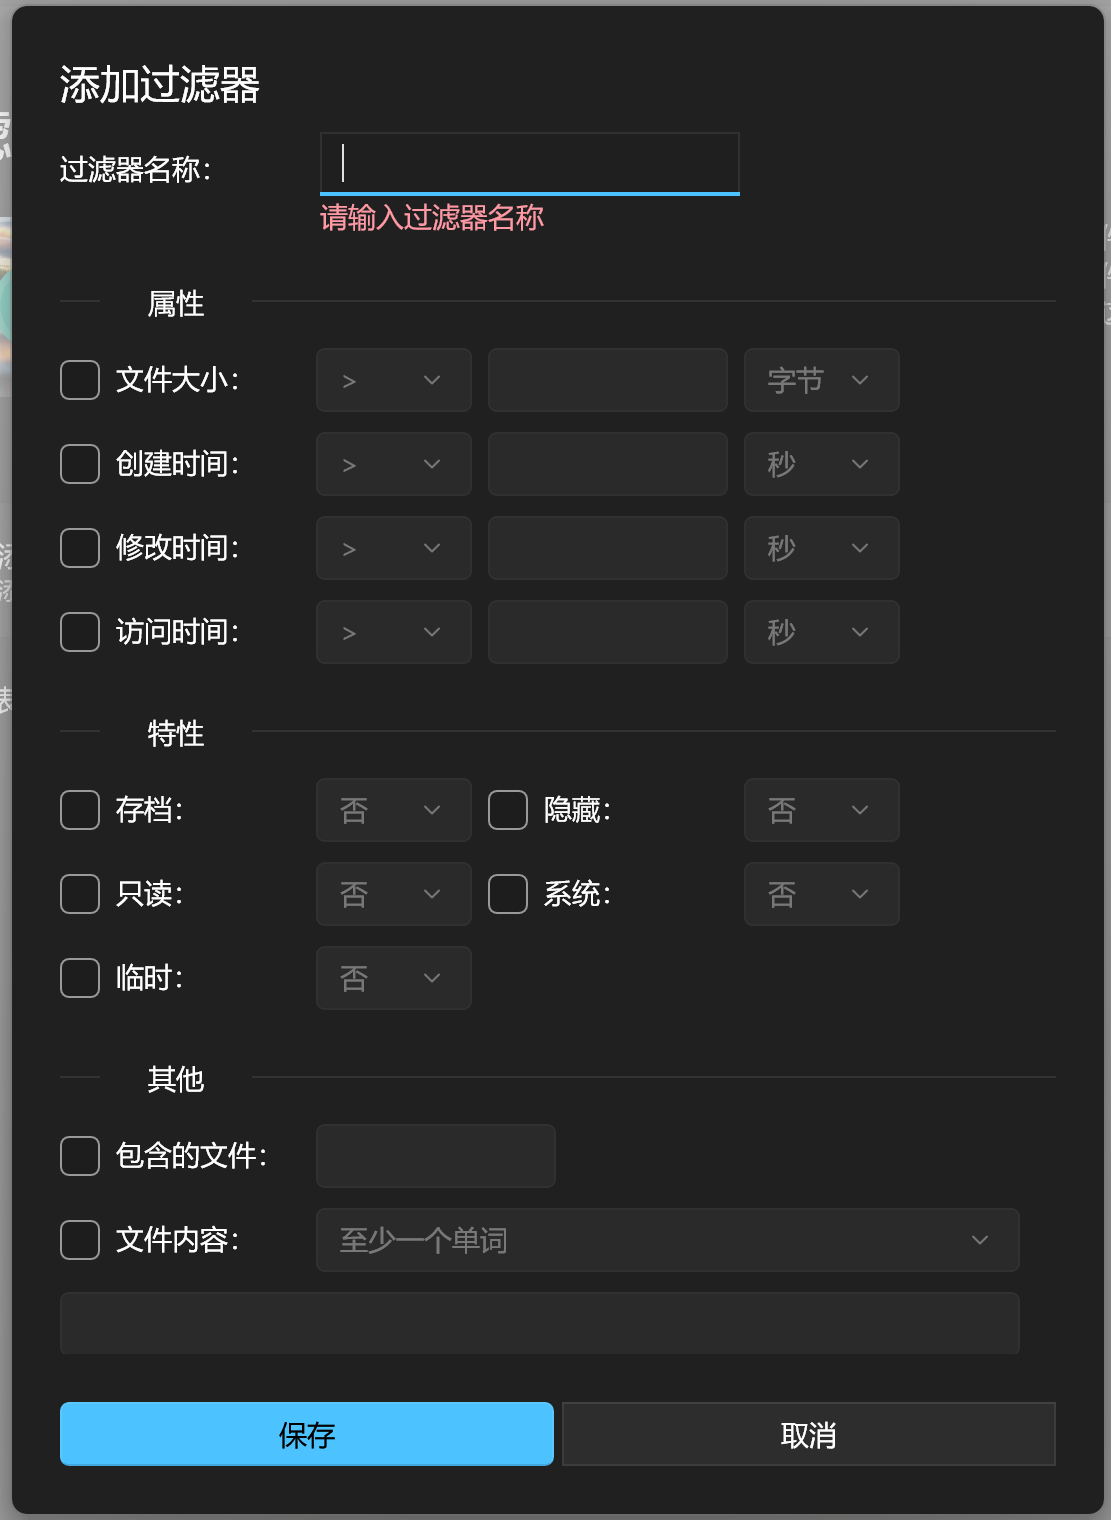 添加过滤器
过滤器名称：
请输入过滤器名称
属性
文件大小： > 字节
创建时间： > 秒
修改时间： > 秒
访问时间： > 秒
特性
存档： 否 隐藏： 否
只读： 否 系统： 否
临时： 否
其他
包含的文件：
文件内容： 至少一个单词
保存 取消